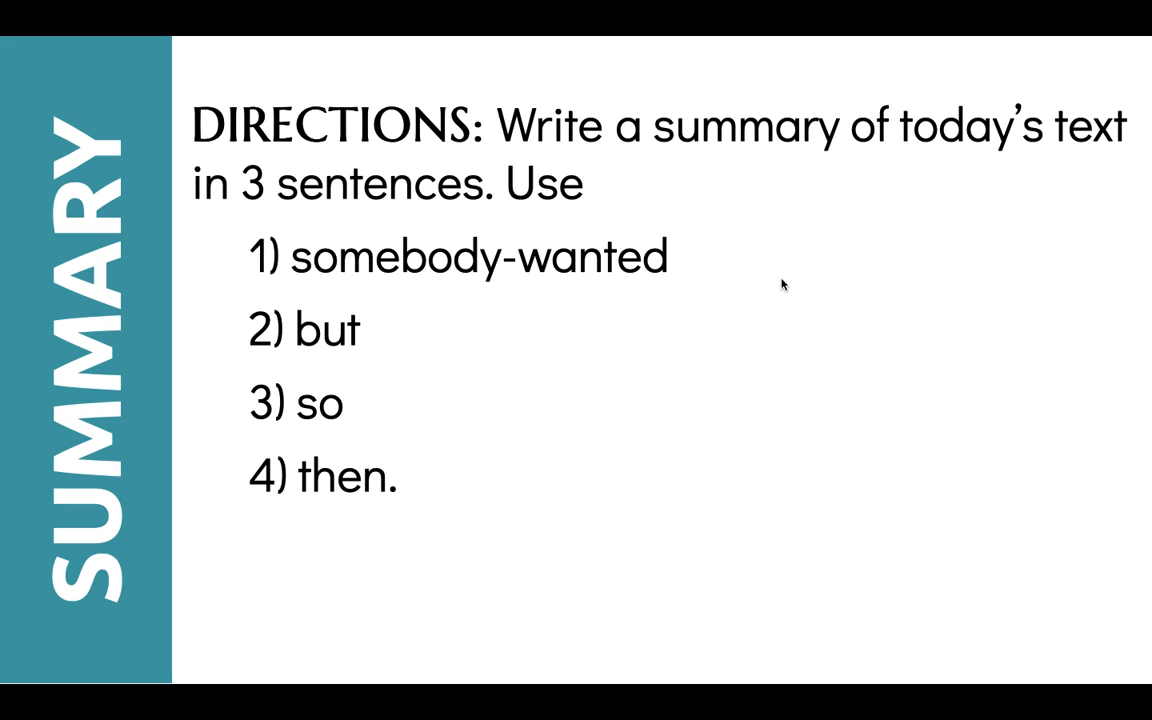 SUMMARY
DIRECTIONS: Write a summary of today’s text
in 3 sentences. Use
1) somebody-wanted
2) but
3) so
4) then.